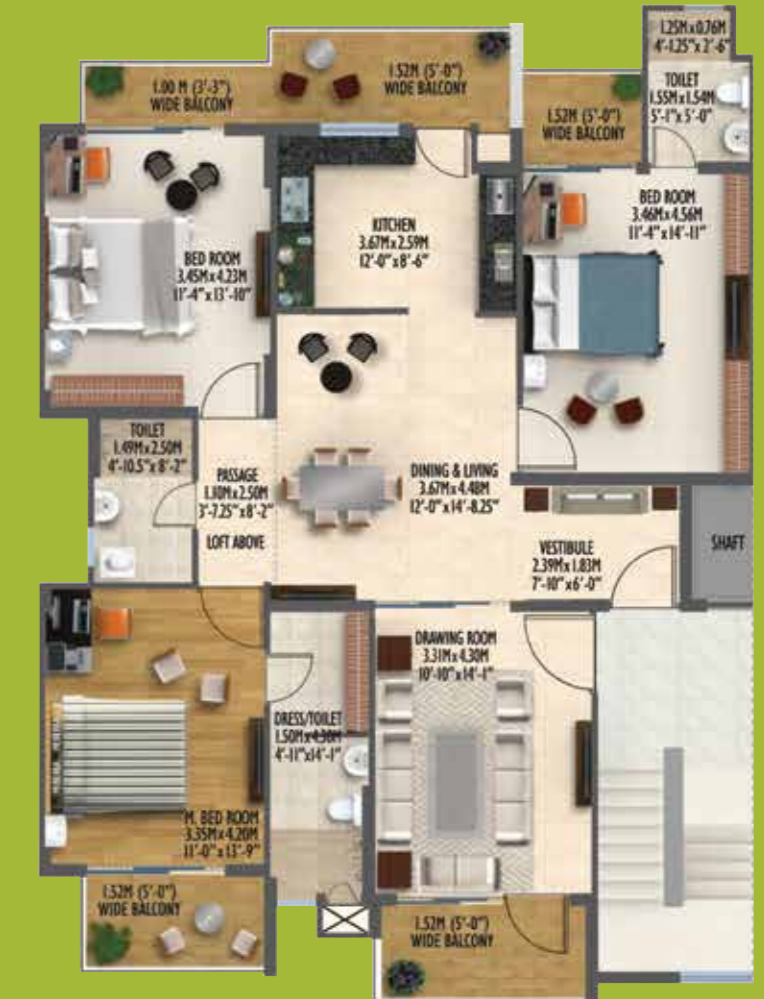 1.25M x 0.76M
4'-1.25" x 2'-6"
TOILET
1.55M x 1.54M
5'-1" x 5'-0"
1.00 M (3'-3")
WIDE BALCONY
1.52M (5'-0")
WIDE BALCONY
1.52M (5'-0")
WIDE BALCONY
BED ROOM
3.46M x 4.56M
11'-4" x 14'-11"
KITCHEN
3.67M x 2.59M
12'-0" x 8'-6"
BED ROOM
3.45M x 4.23M
11'-4" x 13'-10"
TOILET
1.49M x 2.50M
4'-10.5" x 8'-2"
PASSAGE
1.10M x 2.50M
3'-7.25" x 8'-2"
LOFT ABOVE
DINING & LIVING
3.67M x 4.48M
12'-0" x 14'-8.25"
VESTIBULE
2.39M x 1.83M
7'-10" x 6'-0"
SHAFT
DRAWING ROOM
3.31M x 4.30M
10'-10" x 14'-1"
DRESS/TOILET
1.50M x 4.30M
4'-11" x 14'-1"
M. BED ROOM
3.35M x 4.20M
11'-0" x 13'-9"
1.52M (5'-0")
WIDE BALCONY
1.52M (5'-0")
WIDE BALCONY